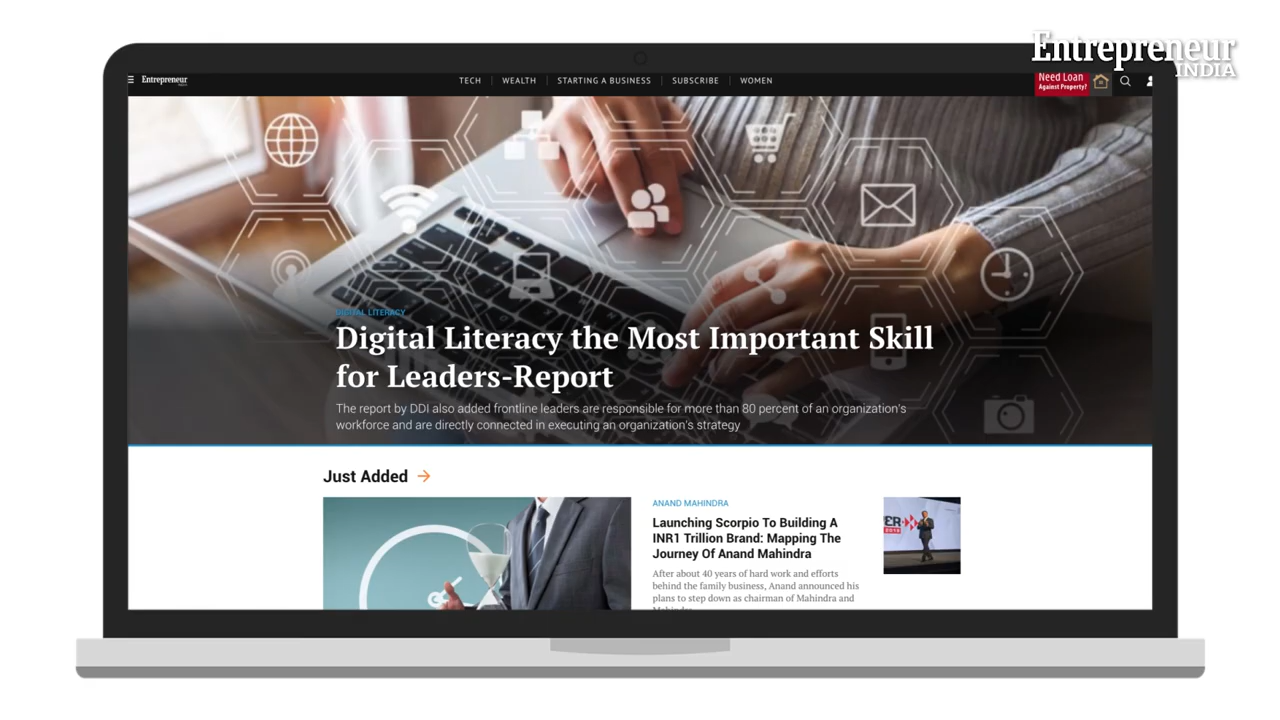 Entrepreneur
INDIA
Entrepreneur
TECH
WEALTH
STARTING A BUSINESS
SUBSCRIBE
WOMEN
Need Loan
Against Property?
DIGITAL LITERACY
Digital Literacy the Most Important Skill
for Leaders-Report
The report by DDI also added frontline leaders are responsible for more than 80 percent of an organization's
workforce and are directly connected in executing an organization's strategy
Just Added
ANAND MAHINDRA
Launching Scorpio To Building A
INR1 Trillion Brand: Mapping The
Journey Of Anand Mahindra
After about 40 years of hard work and efforts
behind the family business, Anand announced his
plans to step down as chairman of Mahindra and